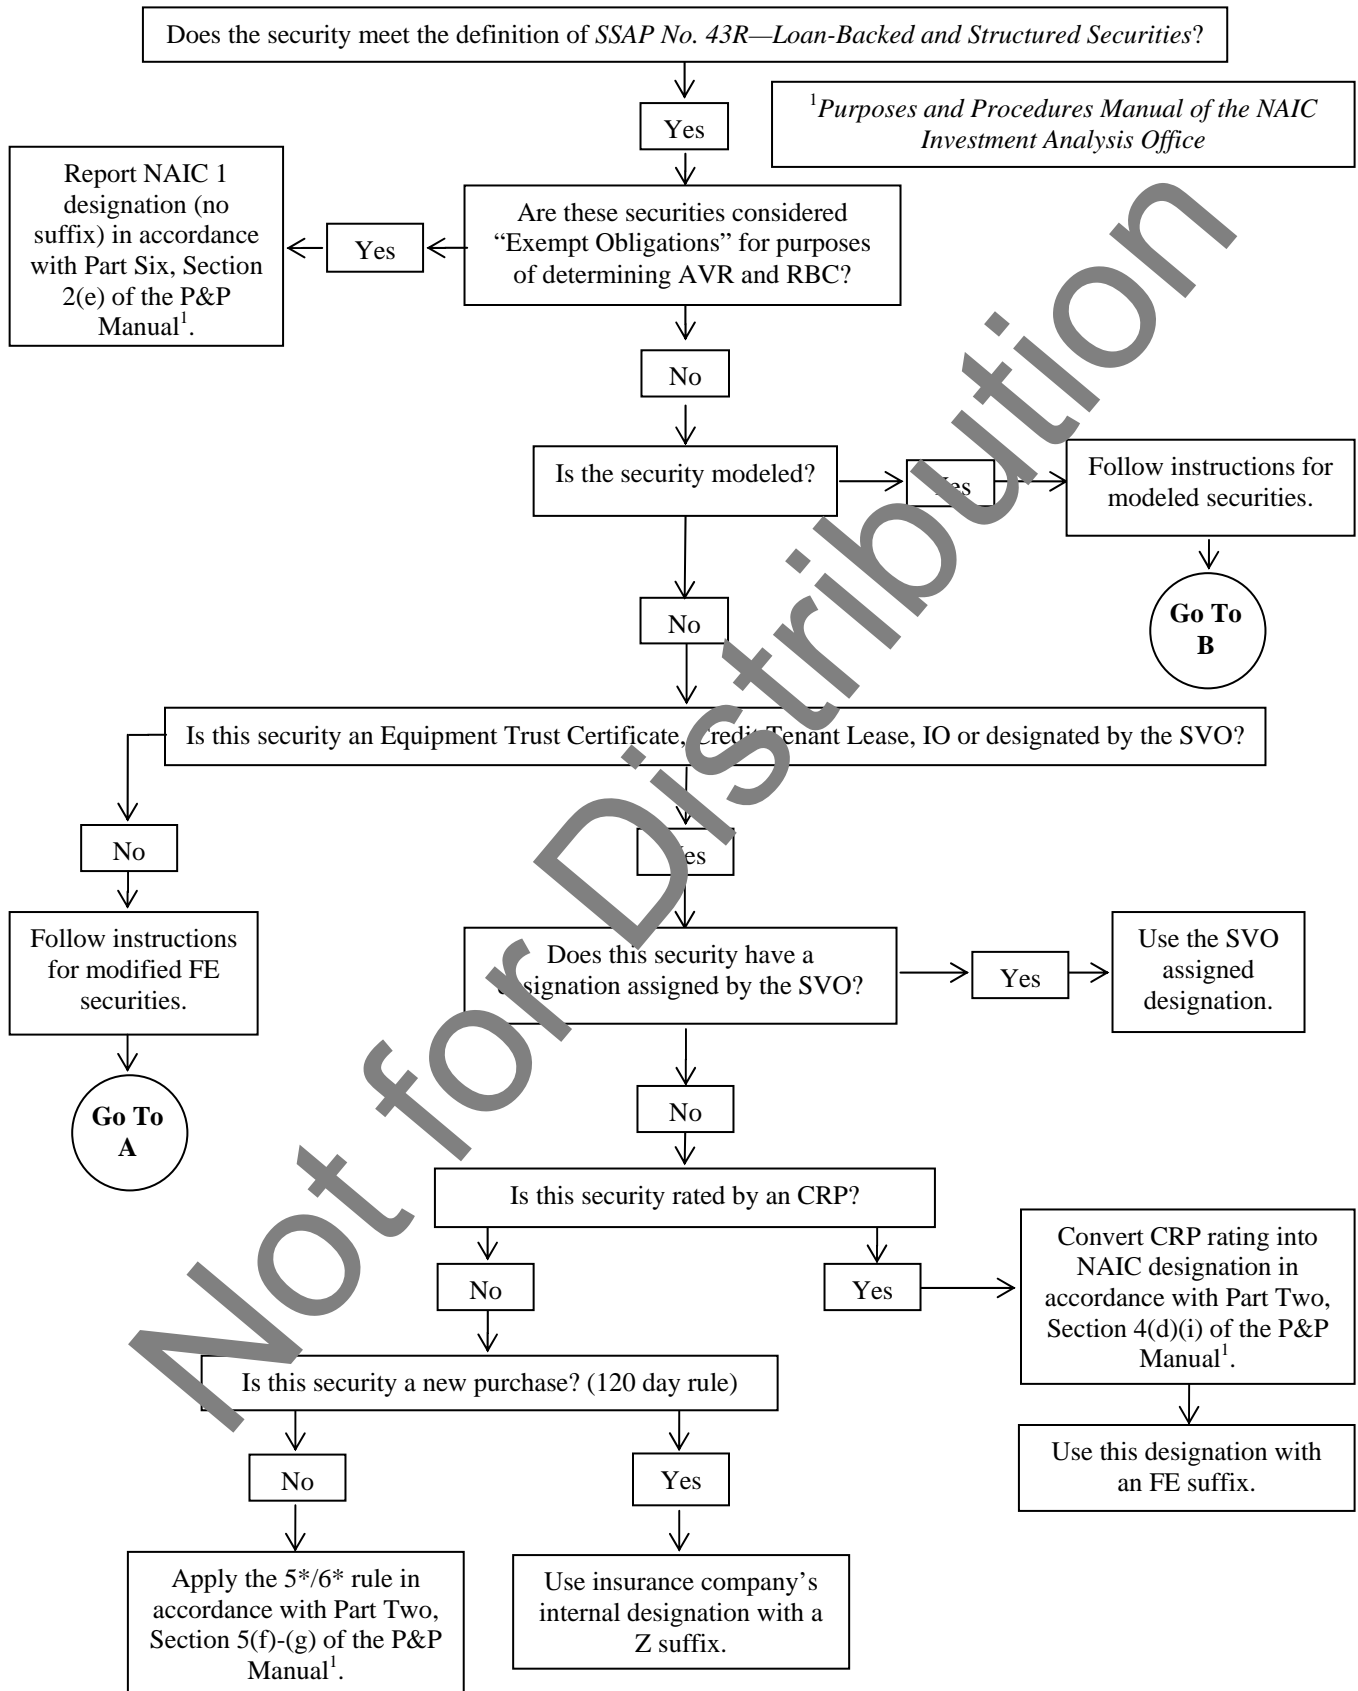 Does the security meet the definition of SSAP No. 43R—Loan-Backed and Structured Securities?
Yes
¹Purposes and Procedures Manual of the NAIC
Investment Analysis Office
Report NAIC 1
designation (no
suffix) in accordance
with Part Six, Section
2(e) of the P&P
Manual¹.
Yes
Are these securities considered
“Exempt Obligations” for purposes
of determining AVR and RBC?
No
Is the security modeled?
Yes
Follow instructions for
modeled securities.
Go To
B
No
Is this security an Equipment Trust Certificate, Credit Tenant Lease, IO or designated by the SVO?
No
Yes
Follow instructions
for modified FE
securities.
Go To
A
Does this security have a
designation assigned by the SVO?
Yes
Use the SVO
assigned
designation.
No
Is this security rated by an CRP?
No
Yes
Convert CRP rating into
NAIC designation in
accordance with Part Two,
Section 4(d)(i) of the P&P
Manual¹.
Use this designation with
an FE suffix.
Is this security a new purchase? (120 day rule)
No
Yes
Apply the 5*/6* rule in
accordance with Part Two,
Section 5(f)-(g) of the P&P
Manual¹.
Use insurance company’s
internal designation with a
Z suffix.
Not for Distribution